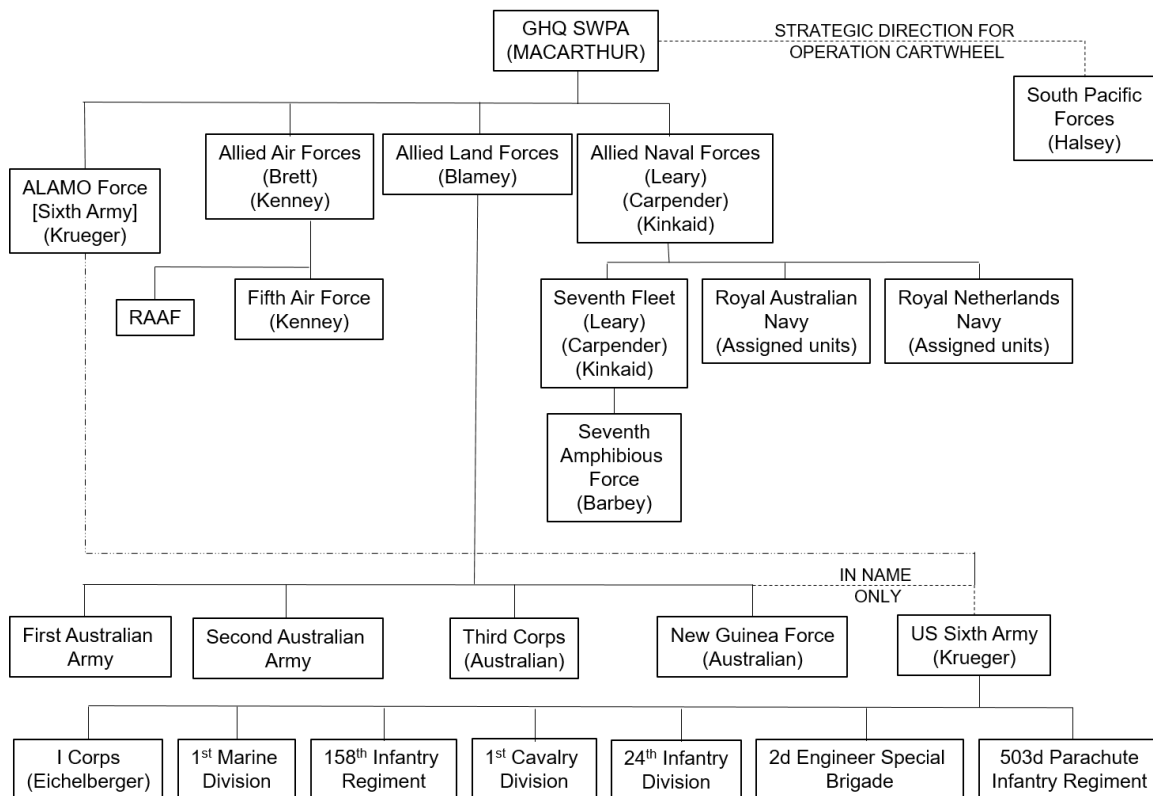 GHQ SWPA
(MACARTHUR)
STRATEGIC DIRECTION FOR
OPERATION CARTWHEEL
South Pacific
Forces
(Halsey)
ALAMO Force
[Sixth Army]
(Krueger)
Allied Air Forces
(Brett)
(Kenney)
Allied Land Forces
(Blamey)
Allied Naval Forces
(Leary)
(Carpender)
(Kinkaid)
RAAF
Fifth Air Force
(Kenney)
Seventh Fleet
(Leary)
(Carpender)
(Kinkaid)
Royal Australian
Navy
(Assigned units)
Royal Netherlands
Navy
(Assigned units)
Seventh
Amphibious
Force
(Barbey)
IN NAME
ONLY
First Australian
Army
Second Australian
Army
Third Corps
(Australian)
New Guinea Force
(Australian)
US Sixth Army
(Krueger)
I Corps
(Eichelberger)
1st Marine
Division
158th Infantry
Regiment
1st Cavalry
Division
24th Infantry
Division
2d Engineer Special
Brigade
503d Parachute
Infantry Regiment